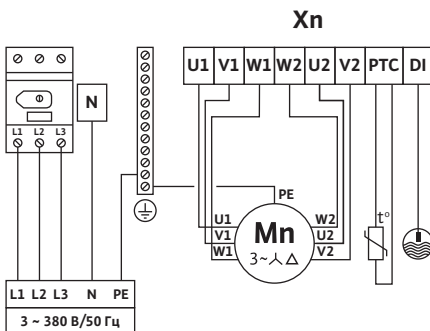 Xn
U1 V1 W1 W2 U2 V2 PTC DI
N
L1 L2 L3
PE
U1 W2
V1 U2
W1 V2
Mn
3~⅄ Δ
t°
L1 L2 L3 N PE
3 ~ 380 В/50 Гц